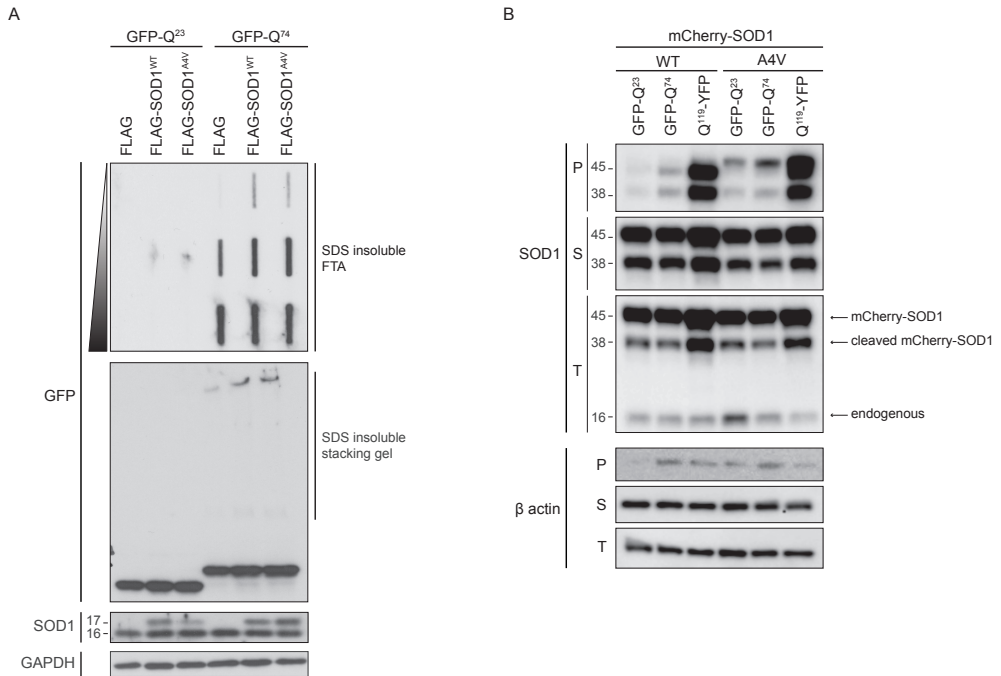 A
GFP-Q²³ GFP-Q⁷⁴
FLAG
FLAG-SOD1ᵂᵀ
FLAG-SOD1ᴬ⁴ⱽ
FLAG
FLAG-SOD1ᵂᵀ
FLAG-SOD1ᴬ⁴ⱽ
GFP
SDS insoluble
FTA
SDS insoluble
stacking gel
SOD1
17
16
GAPDH
B
mCherry-SOD1
WT A4V
GFP-Q²³
GFP-Q⁷⁴
Q¹¹⁹-YFP
GFP-Q²³
GFP-Q⁷⁴
Q¹¹⁹-YFP
SOD1
P
45
38
S
45
38
T
45
38
16
← mCherry-SOD1
← cleaved mCherry-SOD1
← endogenous
β actin
P
S
T